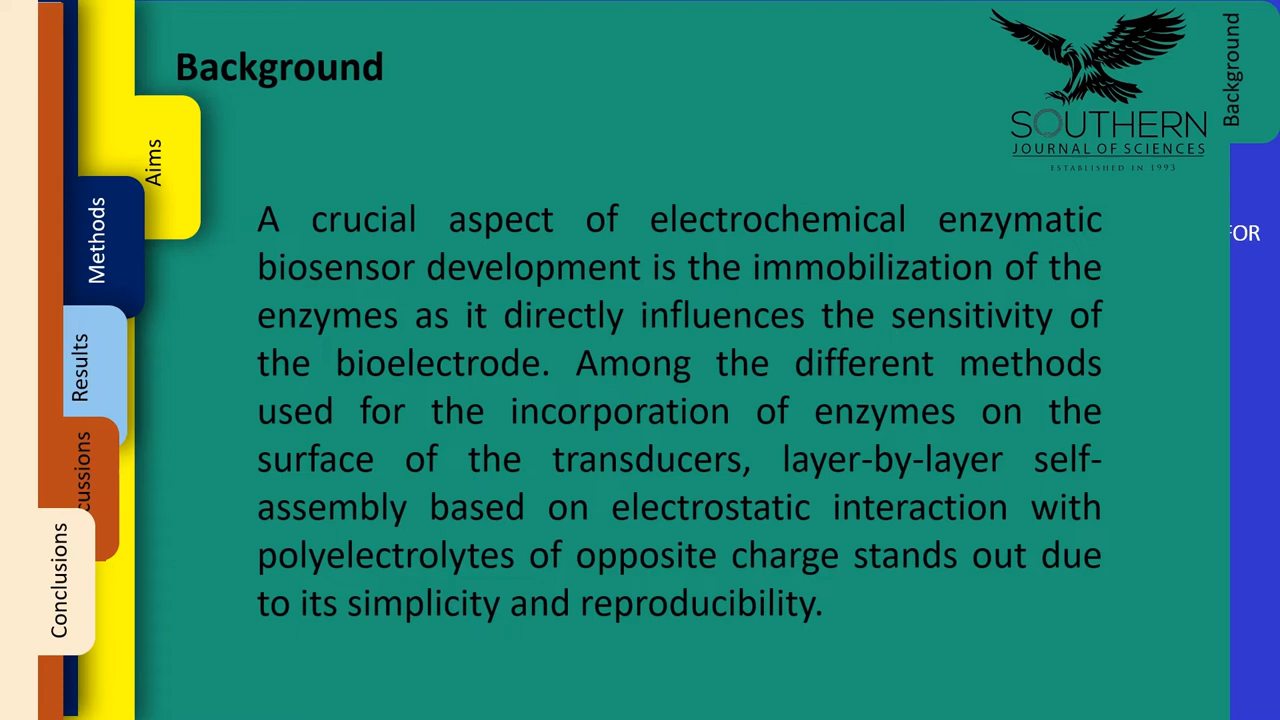 Background
SOUTHERN
JOURNAL OF SCIENCES
ESTABLISHED IN 1993
Background
Aims
Methods
Results
cussions
Conclusions
FOR
A crucial aspect of electrochemical enzymatic
biosensor development is the immobilization of the
enzymes as it directly influences the sensitivity of
the bioelectrode. Among the different methods
used for the incorporation of enzymes on the
surface of the transducers, layer-by-layer self-
assembly based on electrostatic interaction with
polyelectrolytes of opposite charge stands out due
to its simplicity and reproducibility.